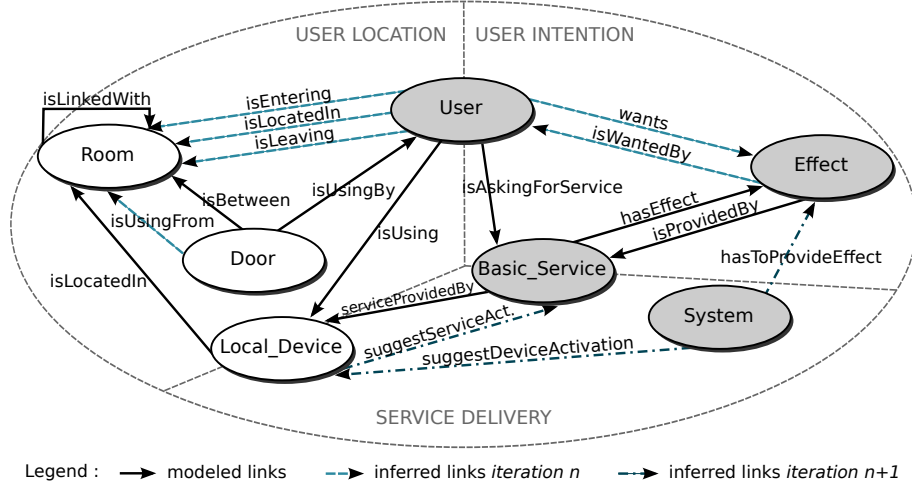 USER LOCATION
USER INTENTION
isLinkedWith
isEntering
isLocatedIn
isLeaving
User
wants
isWantedBy
Room
Effect
isBetween
isUsingBy
isAskingForService
isUsingFrom
isUsing
hasEffect
isProvidedBy
Door
Basic_Service
hasToProvideEffect
isLocatedIn
serviceProvidedBy
System
suggestServiceAct.
Local_Device
suggestDeviceActivation
SERVICE DELIVERY
Legend : modeled links inferred links iteration n inferred links iteration n+1